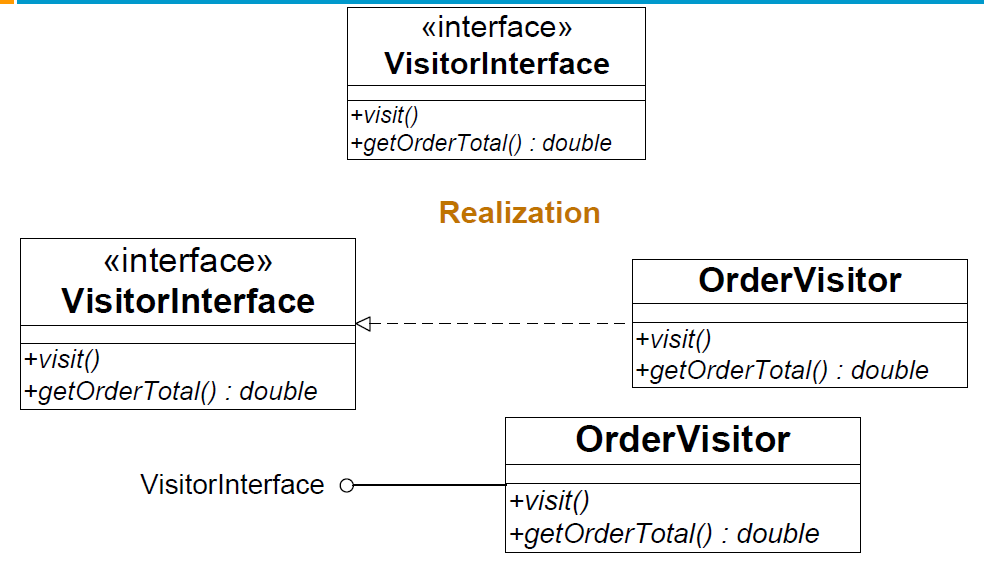 «interface»
VisitorInterface
+visit()
+getOrderTotal() : double
Realization
«interface»
VisitorInterface
+visit()
+getOrderTotal() : double
OrderVisitor
+visit()
+getOrderTotal() : double
OrderVisitor
VisitorInterface
+visit()
+getOrderTotal() : double